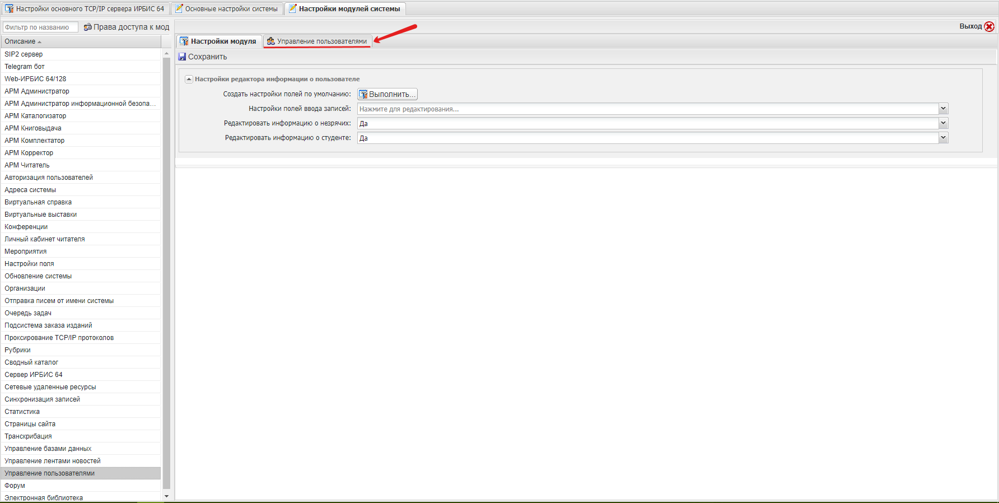 Настройки основного TCP/IP сервера ИРБИС 64
Основные настройки системы
Настройки модулей системы
Фильтр по названию
Права доступа к мод
Выход
Описание
Настройки модуля
Управление пользователями
Сохранить
Настройки редактора информации о пользователе
Создать настройки полей по умолчанию: Выполнить...
Настройки полей ввода записей: Нажмите для редактирования...
Редактировать информацию о незрячих: Да
Редактировать информацию о студенте: Да
SIP2 сервер
Telegram бот
Web-ИРБИС 64/128
АРМ Администратор
АРМ Администратор информационной безопа...
АРМ Каталогизатор
АРМ Книговыдача
АРМ Комплектатор
АРМ Корректор
АРМ Читатель
Авторизация пользователей
Адреса системы
Виртуальная справка
Виртуальные выставки
Конференции
Личный кабинет читателя
Мероприятия
Настройки поля
Обновление системы
Организации
Отправка писем от имени системы
Очередь задач
Подсистема заказа изданий
Проксирование TCP/IP протоколов
Рубрики
Сводный каталог
Сервер ИРБИС 64
Сетевые удаленные ресурсы
Синхронизация записей
Статистика
Страницы сайта
Транскрибация
Управление базами данных
Управление лентами новостей
Управление пользователями
Форум
Электронная библиотека